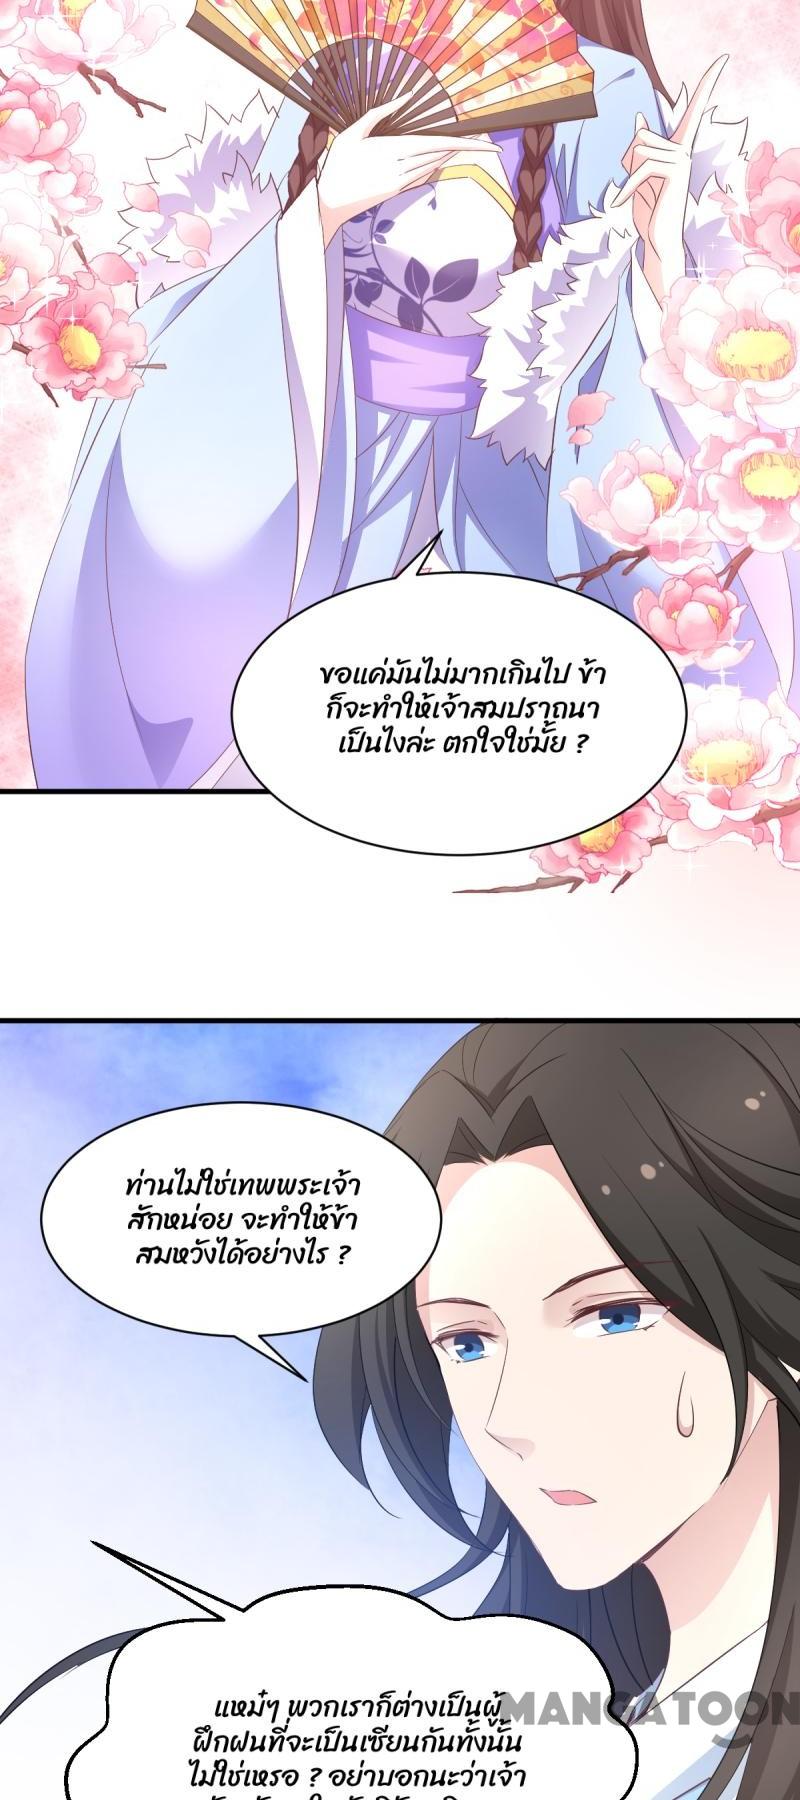 ขอแค่มันไม่มากเกินไป ข้า
ก็จะทำให้เจ้าสมปราถนา
เป็นไงล่ะ ตกใจใช่มั้ย ?
ท่านไม่ใช่เทพพระเจ้า
สักหน่อย จะทำให้ข้า
สมหวังได้อย่างไร ?
แหม๋ๆ พวกเราก็ต่างเป็นผู้
ฝึกฝนที่จะเป็นเซียนกันทั้งนั้น
ไม่ใช่เหรอ ? อย่าบอกนะว่าเจ้า
MANGATOON